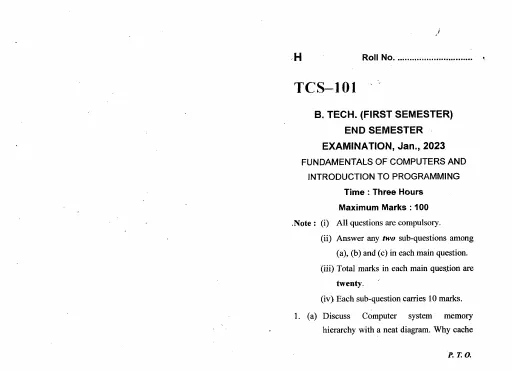 H Roll No. ..............................
TCS–101
B. TECH. (FIRST SEMESTER)
END SEMESTER
EXAMINATION, Jan., 2023
FUNDAMENTALS OF COMPUTERS AND
INTRODUCTION TO PROGRAMMING
Time : Three Hours
Maximum Marks : 100
Note : (i) All questions are compulsory.
(ii) Answer any two sub-questions among
(a), (b) and (c) in each main question.
(iii) Total marks in each main question are
twenty.
(iv) Each sub-question carries 10 marks.
1. (a) Discuss Computer system memory
hierarchy with a neat diagram. Why cache
P. T. O.